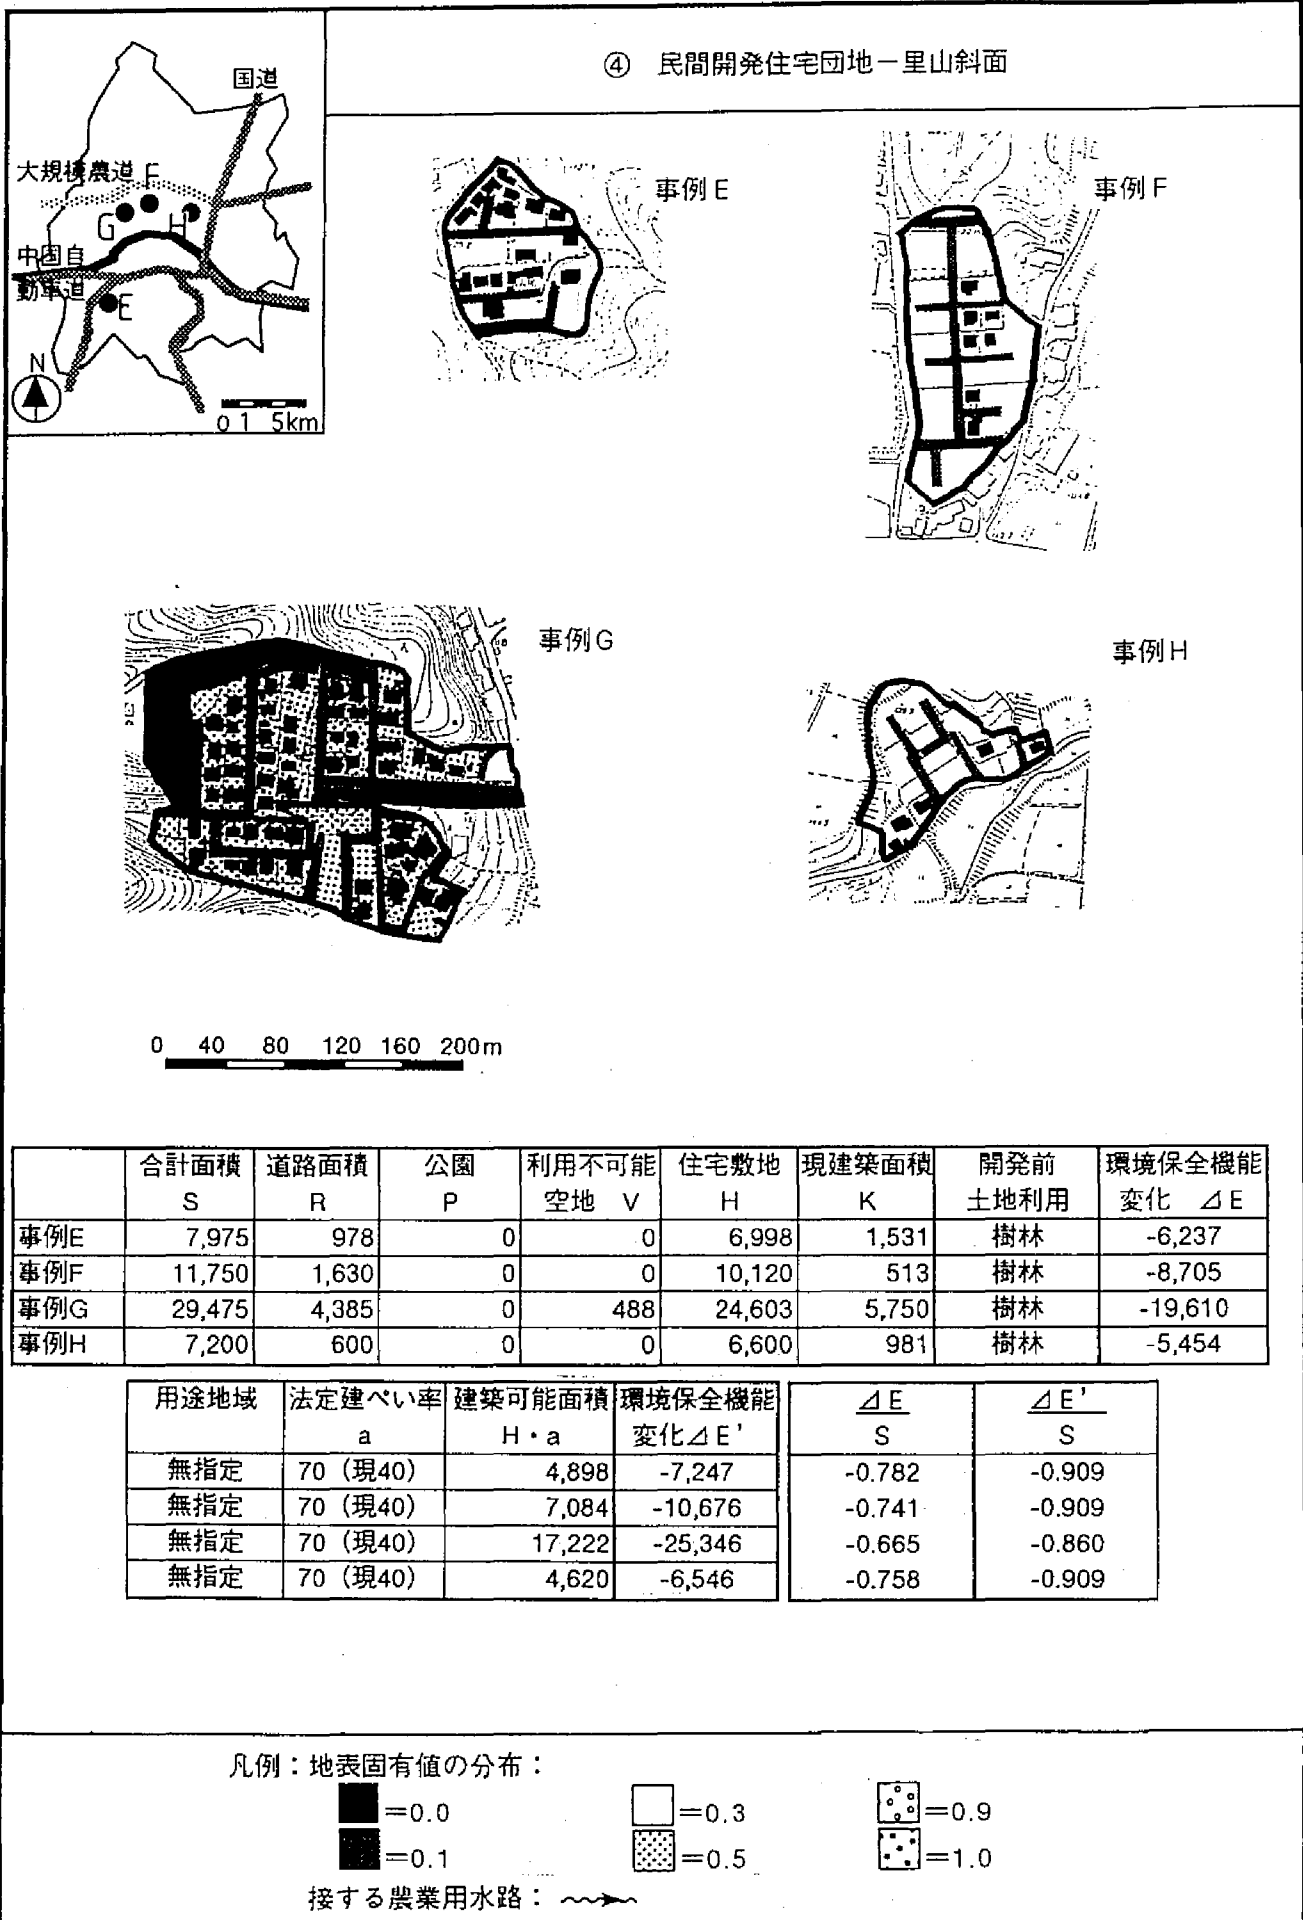 ④ 民間開発住宅団地－里山斜面
国道
大規模農道 F
G H
中国自
動車道
E
N
0 1 5km
事例E
事例F
事例G
事例H
0 40 80 120 160 200m
合計面積 道路面積 公園 利用不可能 住宅敷地 現建築面積 開発前 環境保全機能
S R P 空地 V H K 土地利用 変化 ⊿E
事例E 7,975 978 0 0 6,998 1,531 樹林 -6,237
事例F 11,750 1,630 0 0 10,120 513 樹林 -8,705
事例G 29,475 4,385 0 488 24,603 5,750 樹林 -19,610
事例H 7,200 600 0 0 6,600 981 樹林 -5,454
用途地域 法定建ぺい率 建築可能面積 環境保全機能 ⊿E ⊿E'
a H・a 変化⊿E' S S
無指定 70（現40） 4,898 -7,247 -0.782 -0.909
無指定 70（現40） 7,084 -10,676 -0.741 -0.909
無指定 70（現40） 17,222 -25,346 -0.665 -0.860
無指定 70（現40） 4,620 -6,546 -0.758 -0.909
凡例：地表固有値の分布：
=0.0 =0.3 =0.9
=0.1 =0.5 =1.0
接する農業用水路：